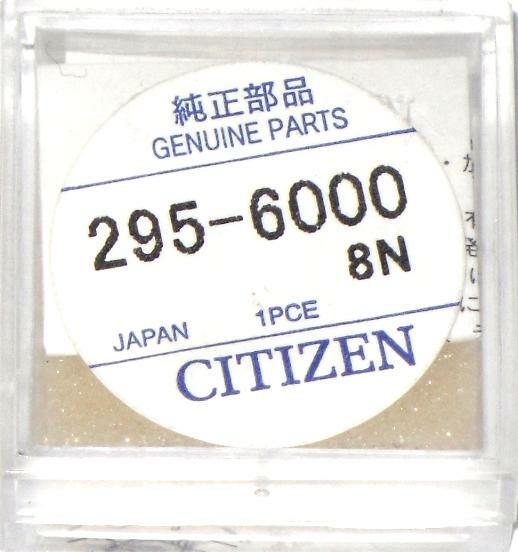 純正部品
GENUINE PARTS
295-6000
8N
JAPAN 1PCE
CITIZEN